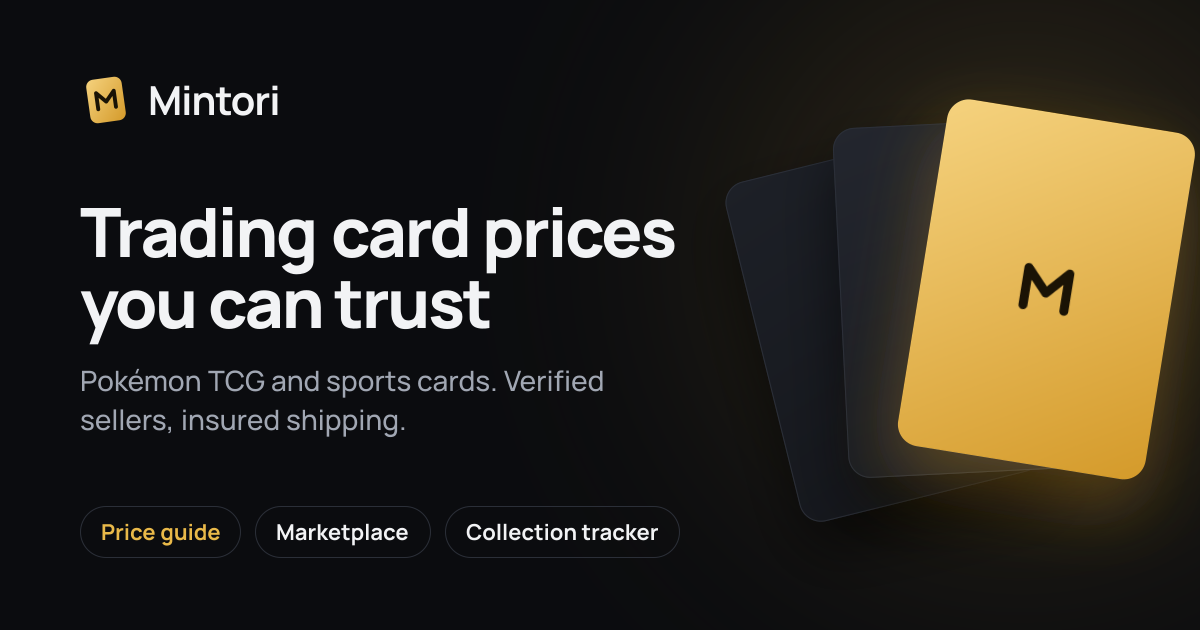 M
Mintori
Trading card prices
you can trust
Pokémon TCG and sports cards. Verified
sellers, insured shipping.
Price guide
Marketplace
Collection tracker
M